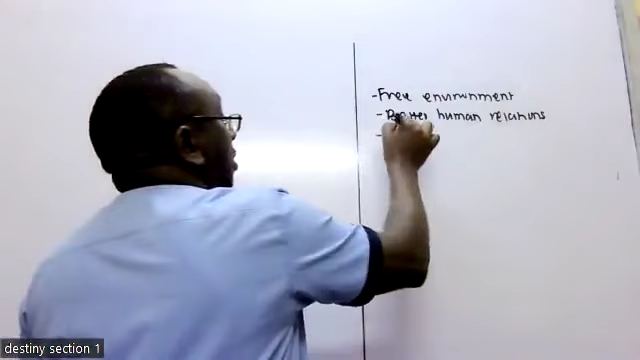 - Free environment
- Better human relations
-
destiny section 1